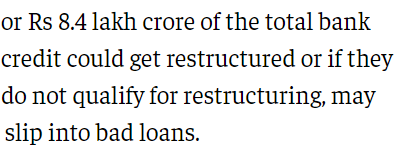 or Rs 8.4 lakh crore of the total bank
credit could get restructured or if they
do not qualify for restructuring, may
slip into bad loans.